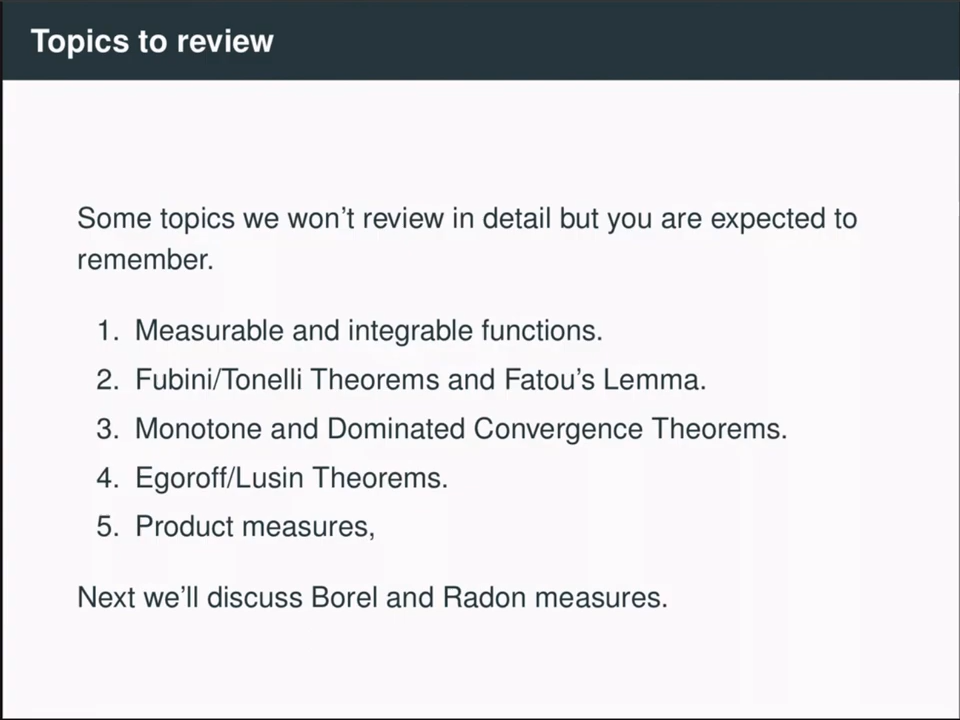 Topics to review
Some topics we won't review in detail but you are expected to
remember.
1. Measurable and integrable functions.
2. Fubini/Tonelli Theorems and Fatou's Lemma.
3. Monotone and Dominated Convergence Theorems.
4. Egoroff/Lusin Theorems.
5. Product measures,
Next we'll discuss Borel and Radon measures.